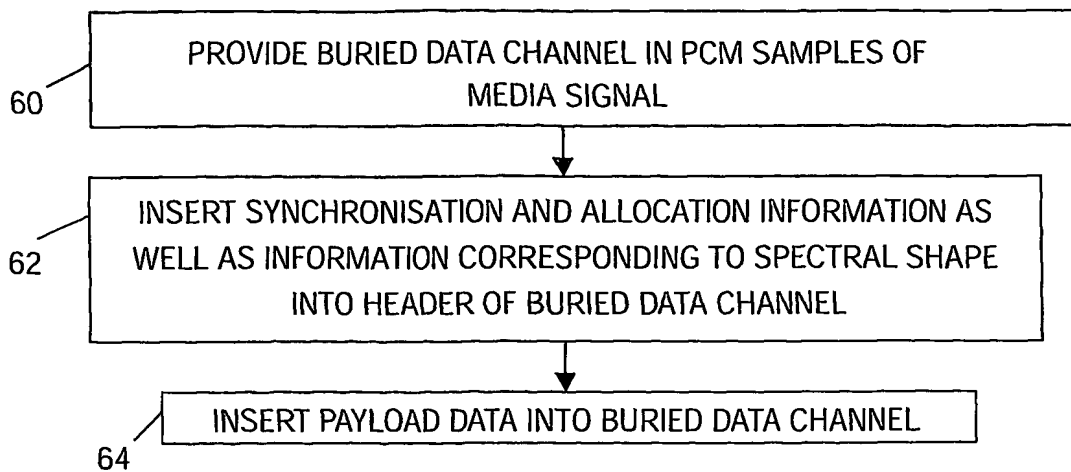 PROVIDE BURIED DATA CHANNEL IN PCM SAMPLES OF
MEDIA SIGNAL
60
INSERT SYNCHRONISATION AND ALLOCATION INFORMATION AS
WELL AS INFORMATION CORRESPONDING TO SPECTRAL SHAPE
INTO HEADER OF BURIED DATA CHANNEL
62
INSERT PAYLOAD DATA INTO BURIED DATA CHANNEL
64